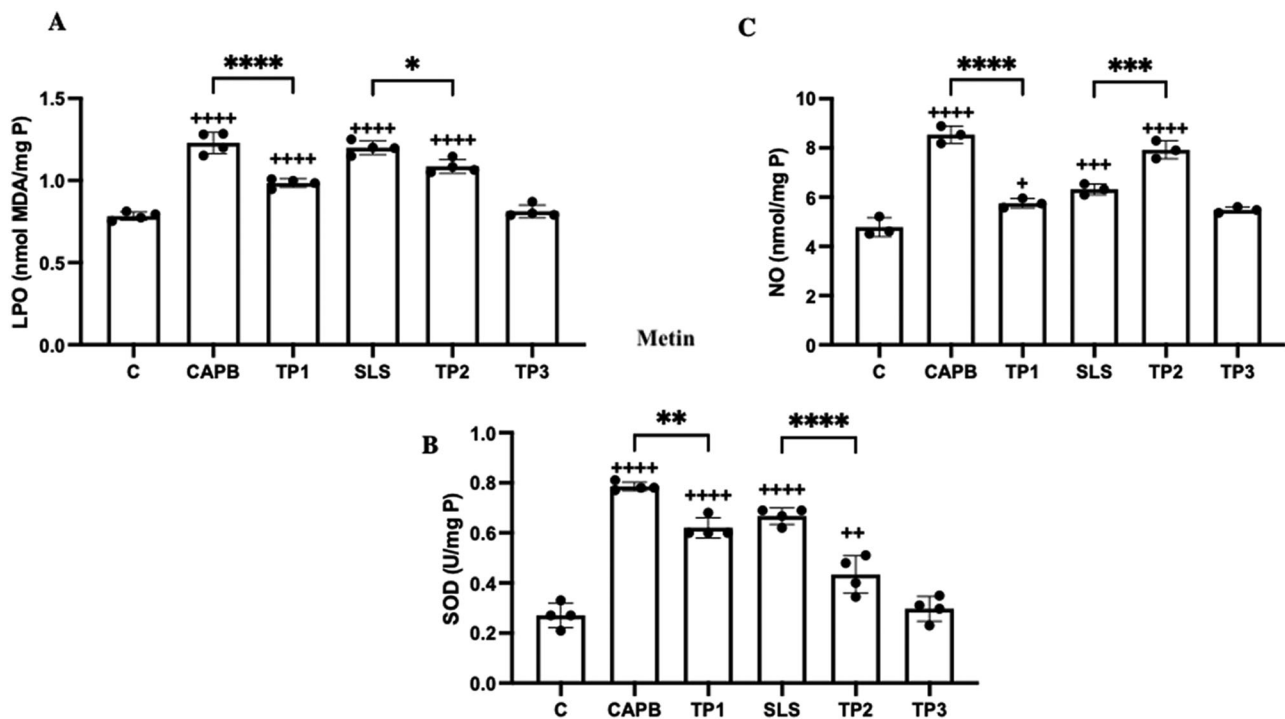 A
**** *
++++ ++++ ++++ ++++
LPO (nmol MDA/mg P)
1.5
1.0
0.5
0.0
C CAPB TP1 SLS TP2 TP3
C
**** ***
++++ + +++ ++++
NO (nmol/mg P)
10
8
6
4
2
0
C CAPB TP1 SLS TP2 TP3
Metin
B
** ****
++++ ++++ ++++ ++
SOD (U/mg P)
1.0
0.8
0.6
0.4
0.2
0.0
C CAPB TP1 SLS TP2 TP3